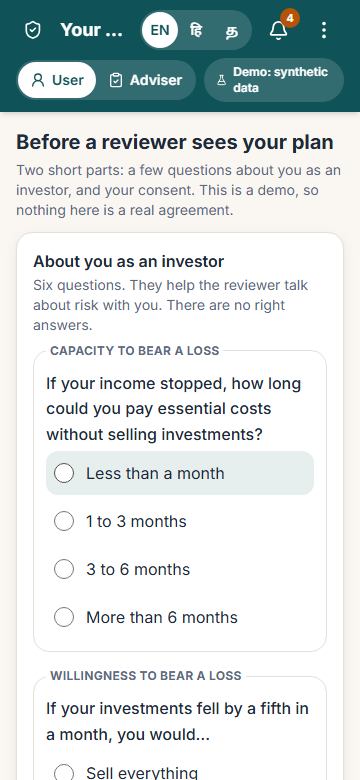 Your ...
EN
हि
த
4
User
Adviser
Demo: synthetic
data
Before a reviewer sees your plan
Two short parts: a few questions about you as an
investor, and your consent. This is a demo, so
nothing here is a real agreement.
About you as an investor
Six questions. They help the reviewer talk
about risk with you. There are no right
answers.
CAPACITY TO BEAR A LOSS
If your income stopped, how long
could you pay essential costs
without selling investments?
Less than a month
1 to 3 months
3 to 6 months
More than 6 months
WILLINGNESS TO BEAR A LOSS
If your investments fell by a fifth in
a month, you would...
Sell everything